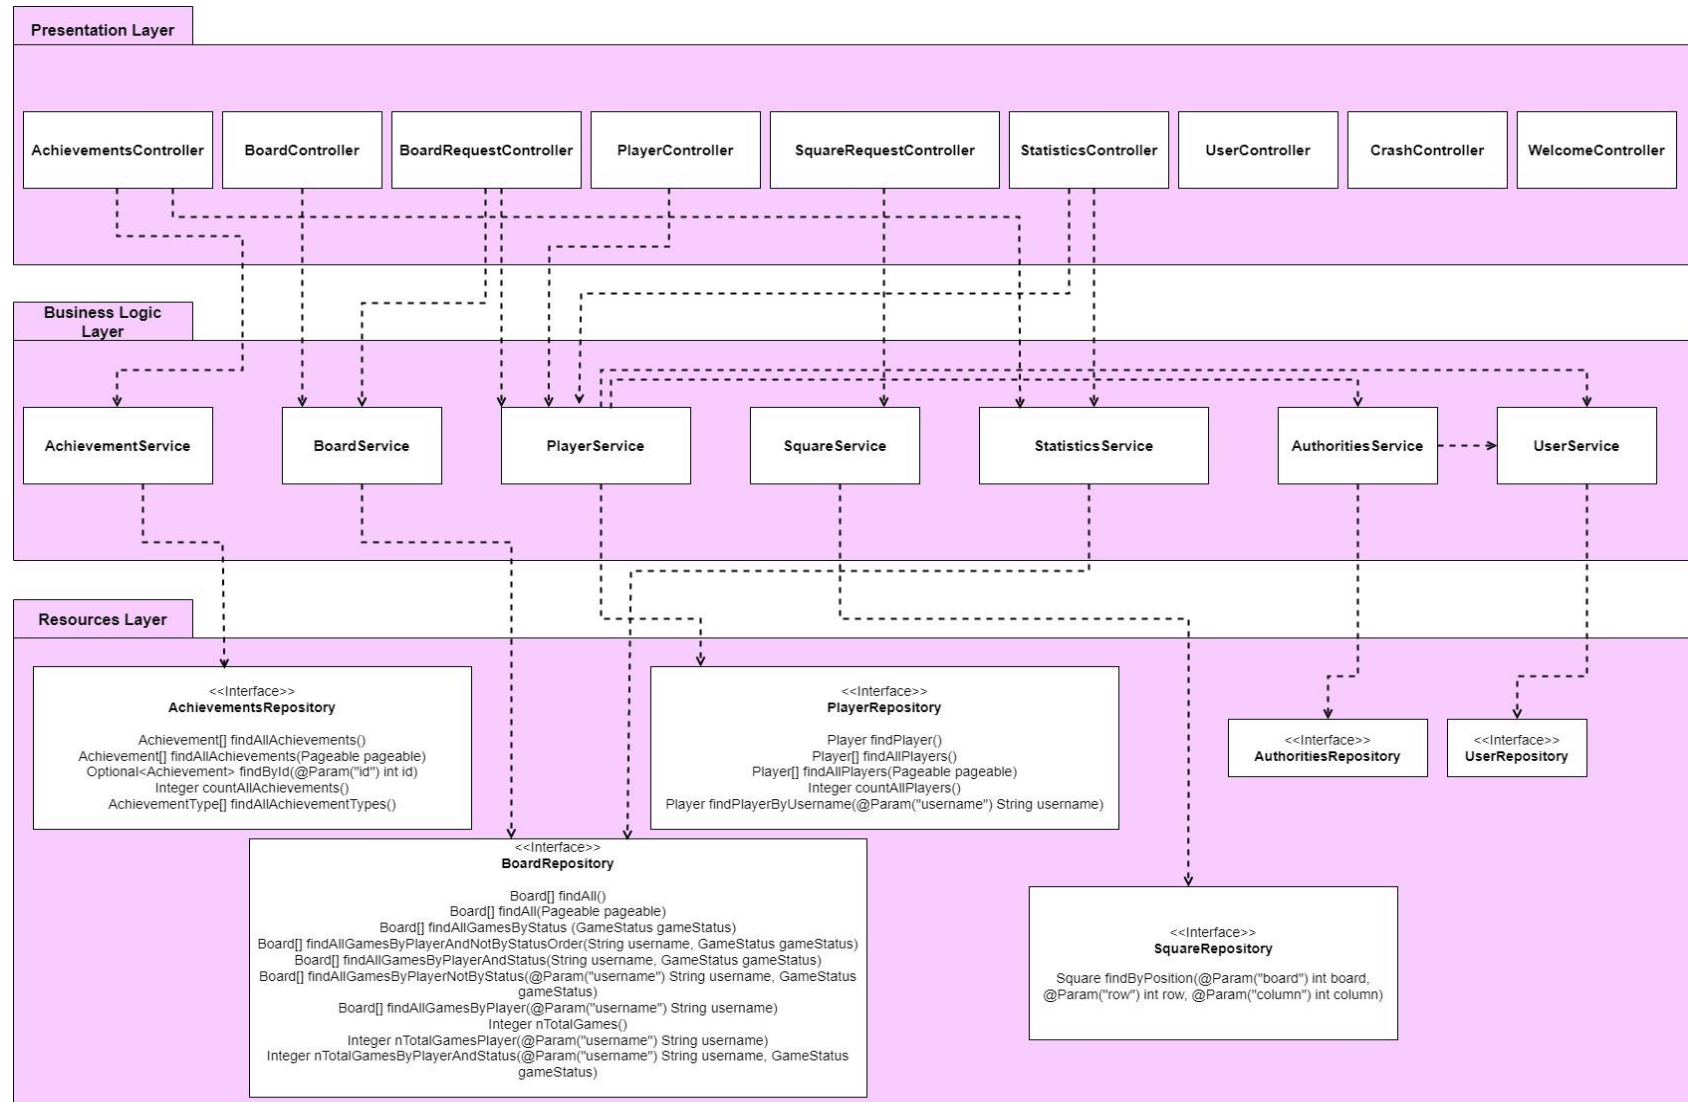 Presentation Layer
AchievementsController
BoardController
BoardRequestController
PlayerController
SquareRequestController
StatisticsController
UserController
CrashController
WelcomeController
Business Logic
Layer
AchievementService
BoardService
PlayerService
SquareService
StatisticsService
AuthoritiesService
UserService
Resources Layer
<<Interface>>
AchievementsRepository
Achievement[] findAllAchievements()
Achievement[] findAllAchievements(Pageable pageable)
Optional<Achievement> findById(@Param("id") int id)
Integer countAllAchievements()
AchievementType[] findAllAchievementTypes()
<<Interface>>
PlayerRepository
Player findPlayer()
Player[] findAllPlayers()
Player[] findAllPlayers(Pageable pageable)
Integer countAllPlayers()
Player findPlayerByUsername(@Param("username") String username)
<<Interface>>
AuthoritiesRepository
<<Interface>>
UserRepository
<<Interface>>
BoardRepository
Board[] findAll()
Board[] findAll(Pageable pageable)
Board[] findAllGamesByStatus (GameStatus gameStatus)
Board[] findAllGamesByPlayerAndNotByStatusOrder(String username, GameStatus gameStatus)
Board[] findAllGamesByPlayerAndStatus(String username, GameStatus gameStatus)
Board[] findAllGamesByPlayerNotByStatus(@Param("username") String username, GameStatus
gameStatus)
Board[] findAllGamesByPlayer(@Param("username") String username)
Integer nTotalGames()
Integer nTotalGamesPlayer(@Param("username") String username)
Integer nTotalGamesByPlayerAndStatus(@Param("username") String username, GameStatus
gameStatus)
<<Interface>>
SquareRepository
Square findByPosition(@Param("board") int board,
@Param("row") int row, @Param("column") int column)